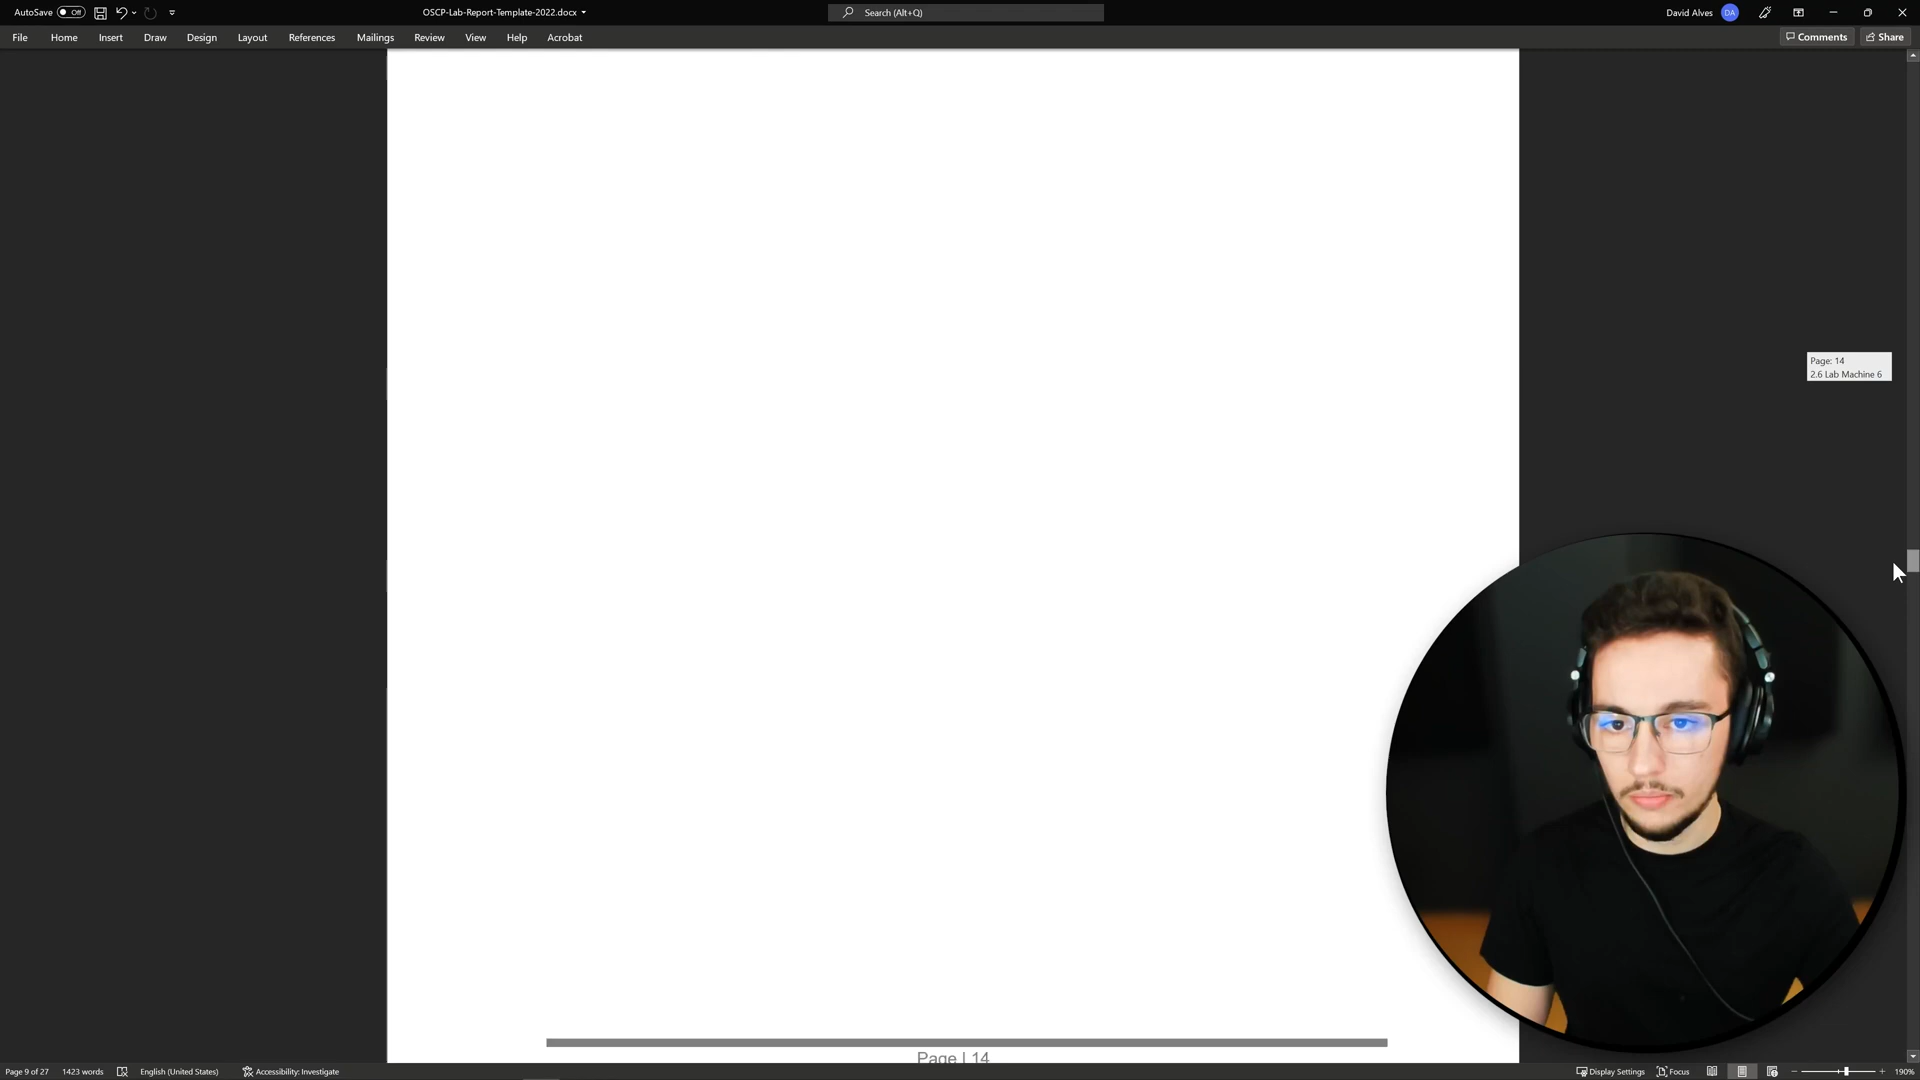 AutoSave Off
OSCP-Lab-Report-Template-2022.docx
Search (Alt+Q)
David Alves DA
File Home Insert Draw Design Layout References Mailings Review View Help Acrobat
Comments Share
Page: 14
2.6 Lab Machine 6
Page | 14
Page 9 of 27 1423 words English (United States) Accessibility: Investigate Display Settings Focus 190%